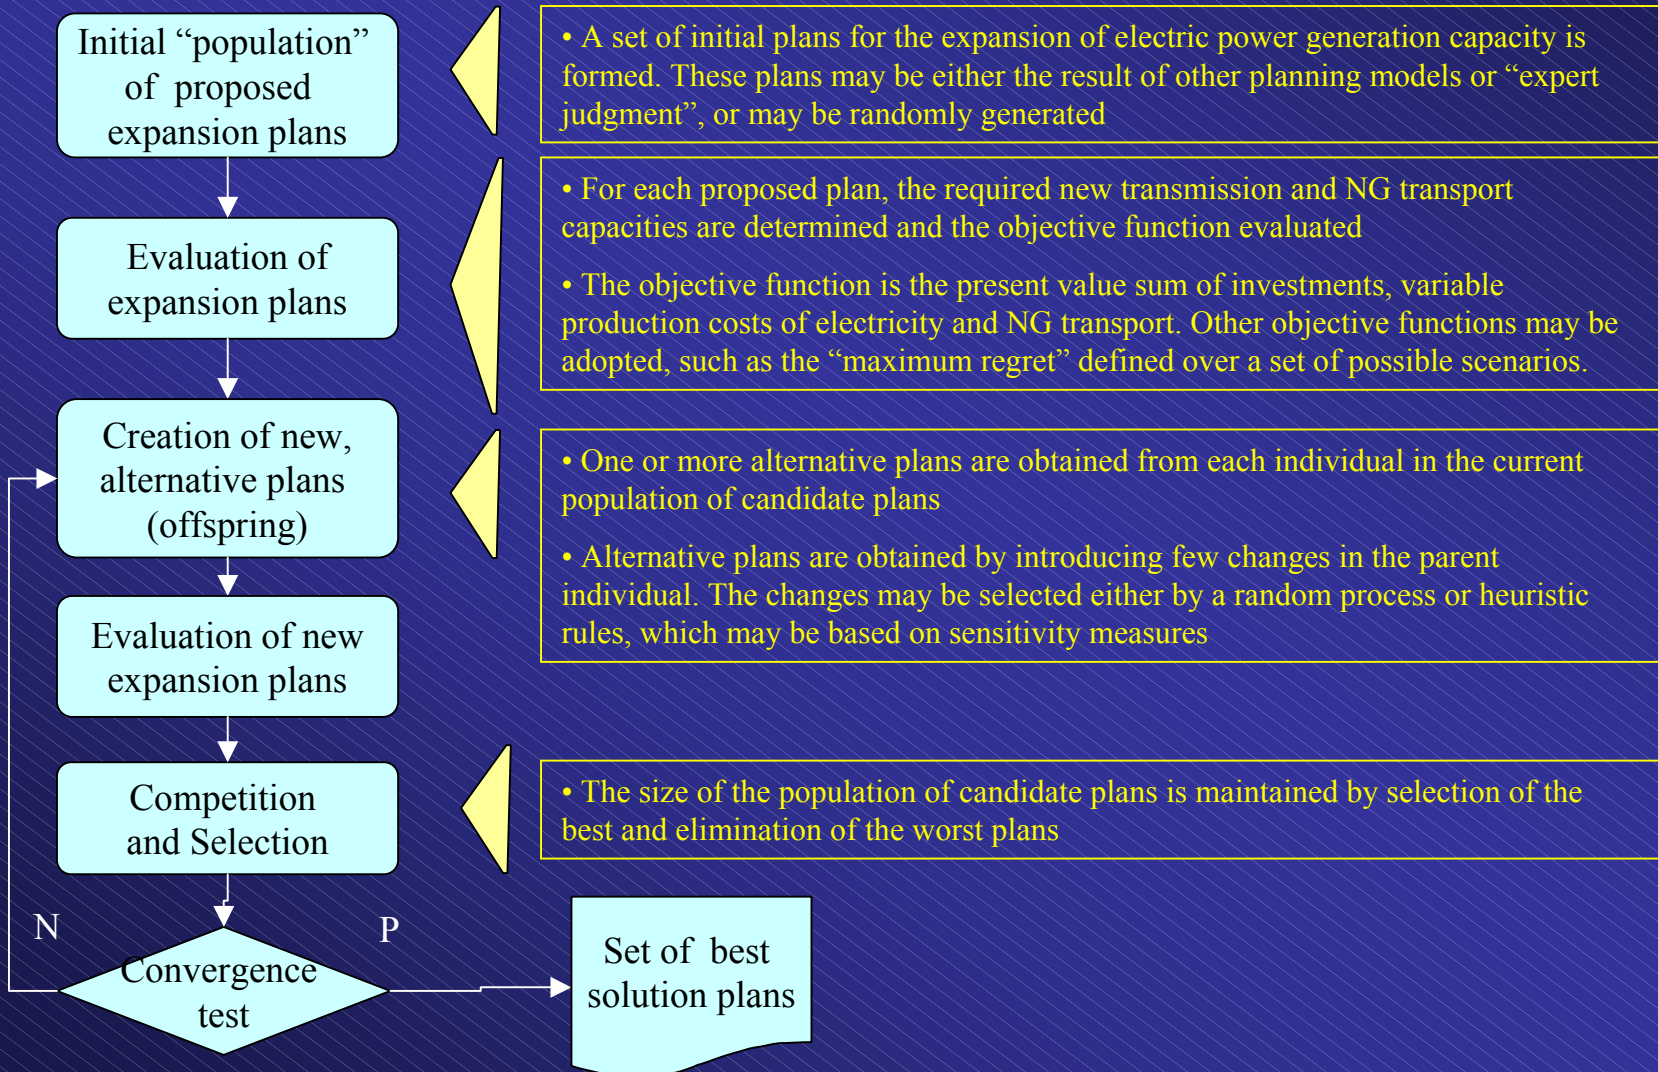 Initial “population”
of proposed
expansion plans
• A set of initial plans for the expansion of electric power generation capacity is
formed. These plans may be either the result of other planning models or “expert
judgment”, or may be randomly generated
Evaluation of
expansion plans
• For each proposed plan, the required new transmission and NG transport
capacities are determined and the objective function evaluated
• The objective function is the present value sum of investments, variable
production costs of electricity and NG transport. Other objective functions may be
adopted, such as the “maximum regret” defined over a set of possible scenarios.
Creation of new,
alternative plans
(offspring)
• One or more alternative plans are obtained from each individual in the current
population of candidate plans
• Alternative plans are obtained by introducing few changes in the parent
individual. The changes may be selected either by a random process or heuristic
rules, which may be based on sensitivity measures
Evaluation of new
expansion plans
Competition
and Selection
• The size of the population of candidate plans is maintained by selection of the
best and elimination of the worst plans
N
P
Convergence
test
Set of best
solution plans